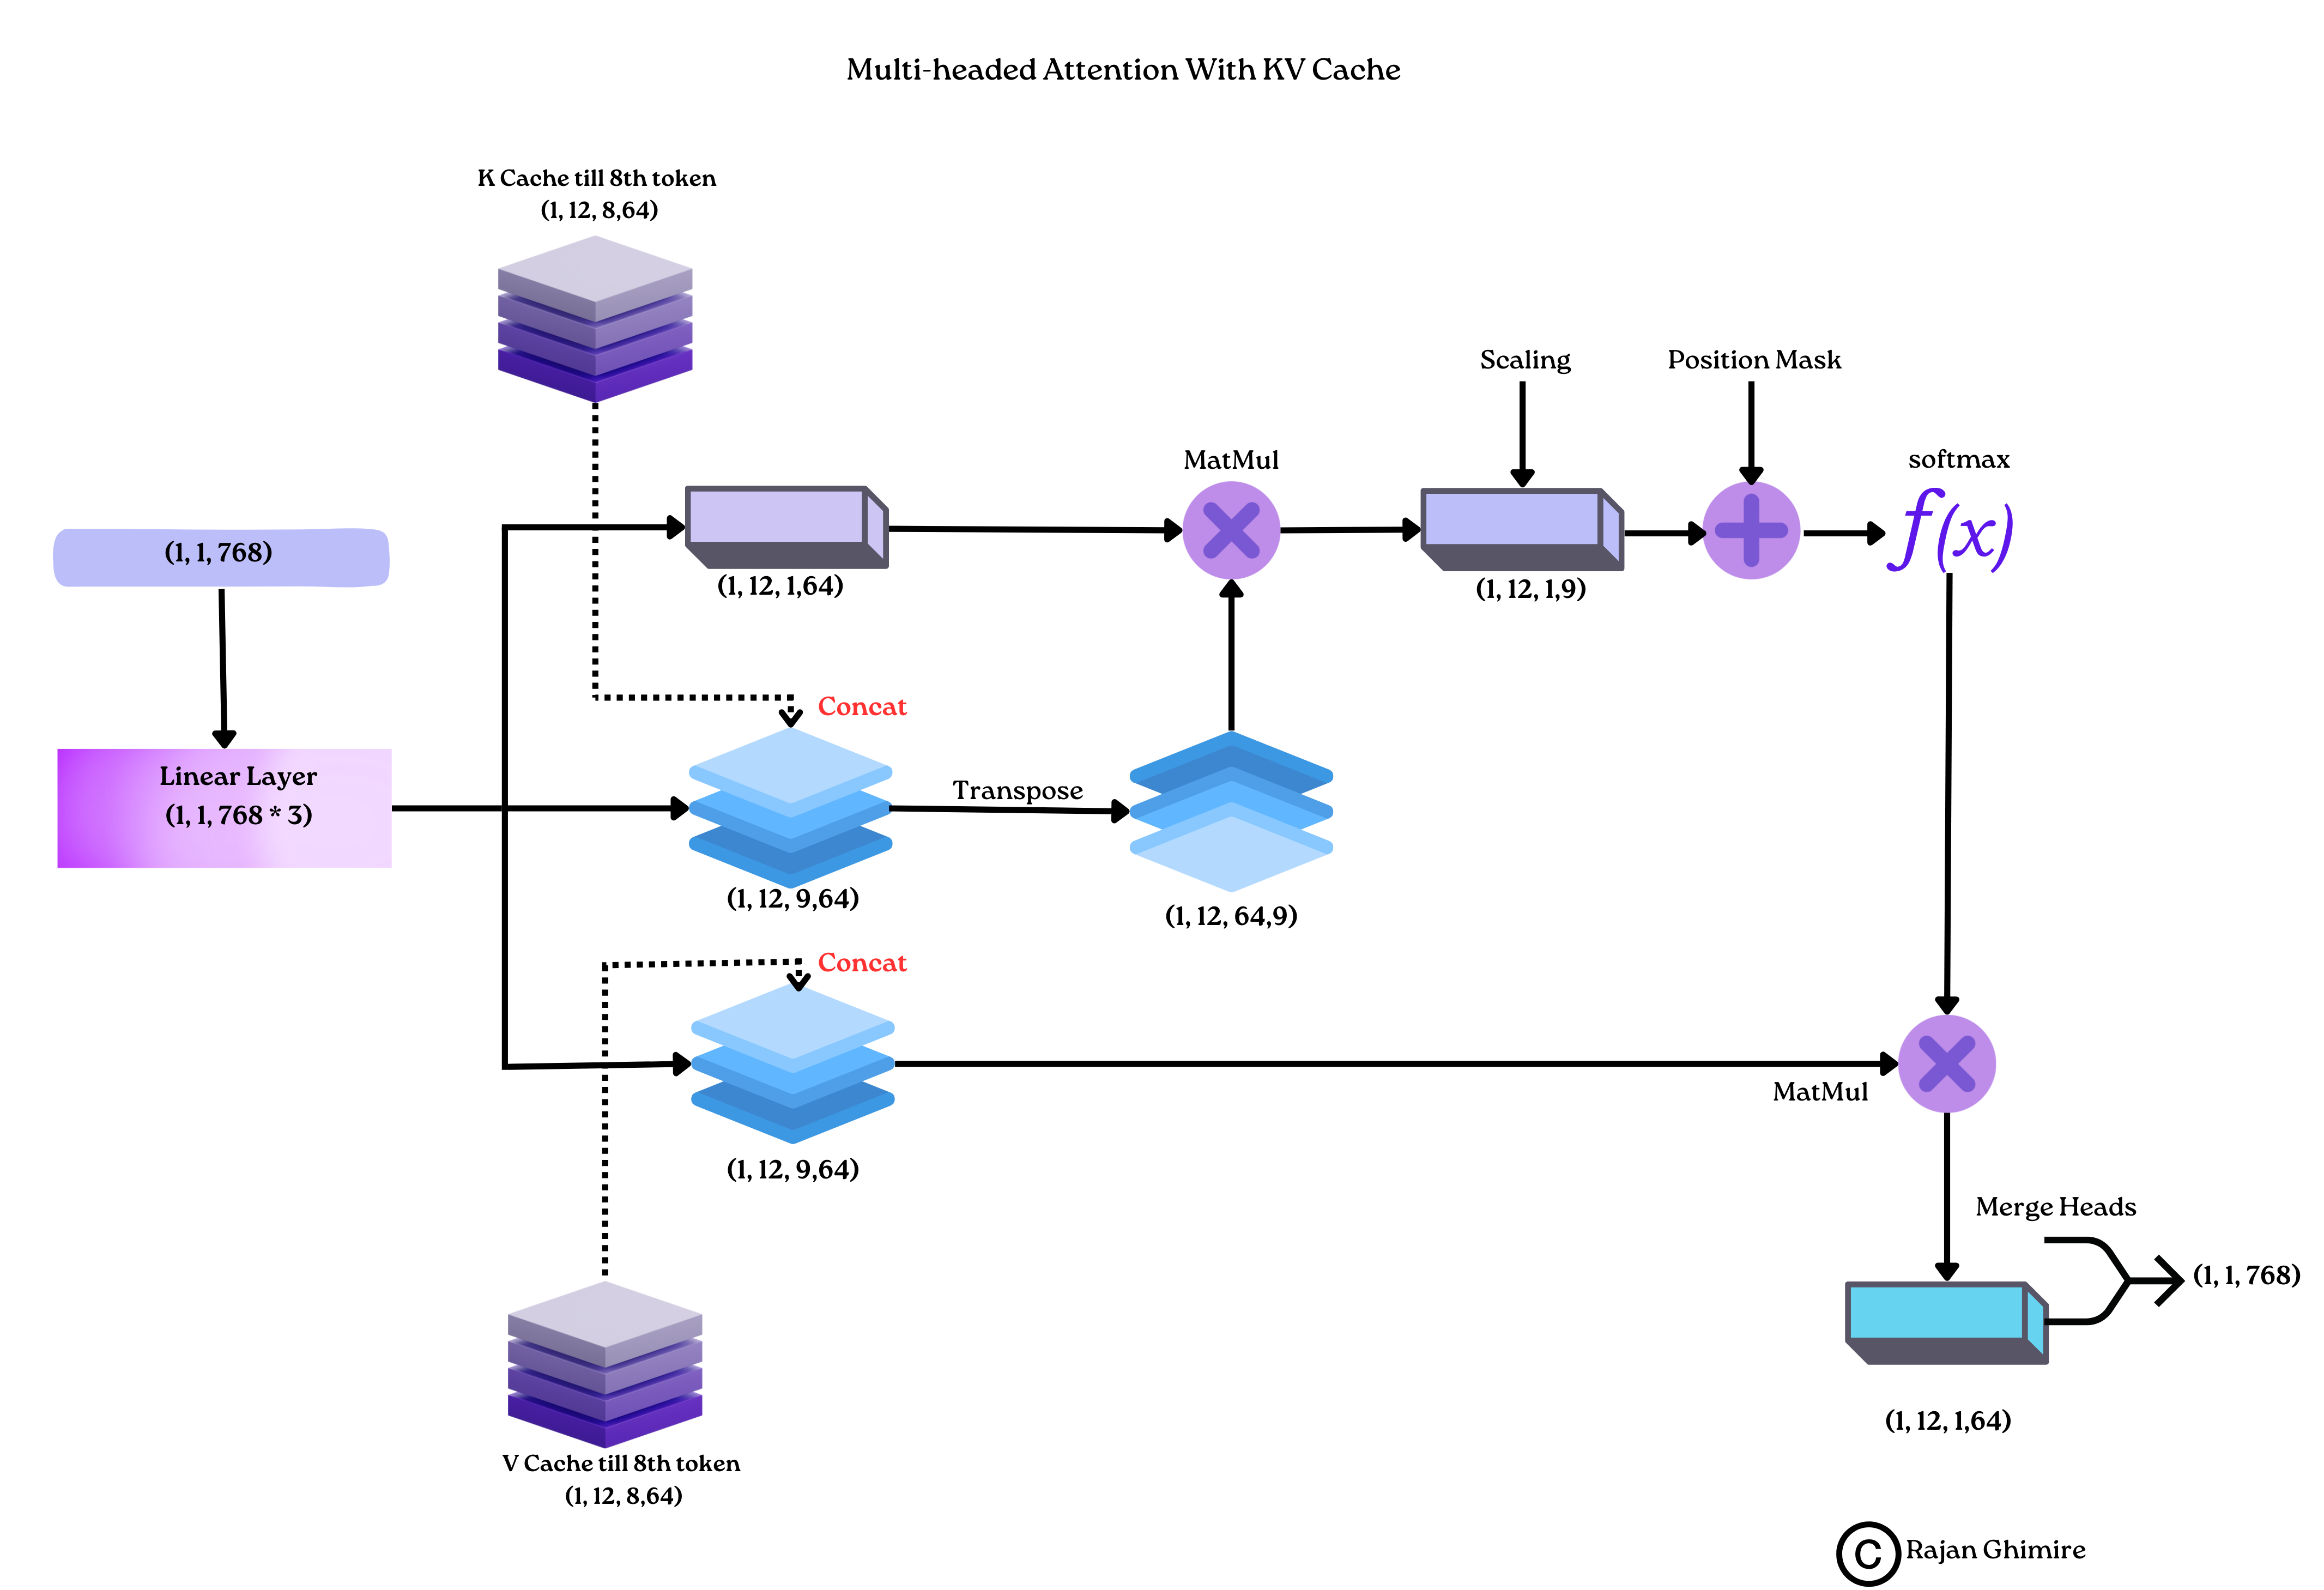 Multi-headed Attention With KV Cache
K Cache till 8th token
(1, 12, 8,64)
Scaling
Position Mask
MatMul
softmax
f(x)
(1, 1, 768)
(1, 12, 1,64)
(1, 12, 1,9)
Concat
Linear Layer
(1, 1, 768 * 3)
Transpose
(1, 12, 9,64)
(1, 12, 64,9)
Concat
MatMul
(1, 12, 9,64)
Merge Heads
(1, 1, 768)
(1, 12, 1,64)
V Cache till 8th token
(1, 12, 8,64)
© Rajan Ghimire